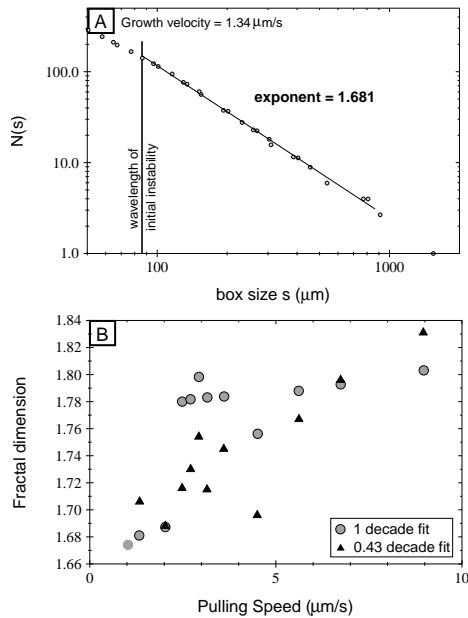 A
Growth velocity = 1.34 μm/s
100.0
10.0
1.0
N(s)
exponent = 1.681
wavelength of
initial instability
100
1000
box size s (μm)
B
1.84
1.82
1.80
1.78
1.76
1.74
1.72
1.70
1.68
1.66
Fractal dimension
1 decade fit
0.43 decade fit
0
5
10
Pulling Speed (μm/s)